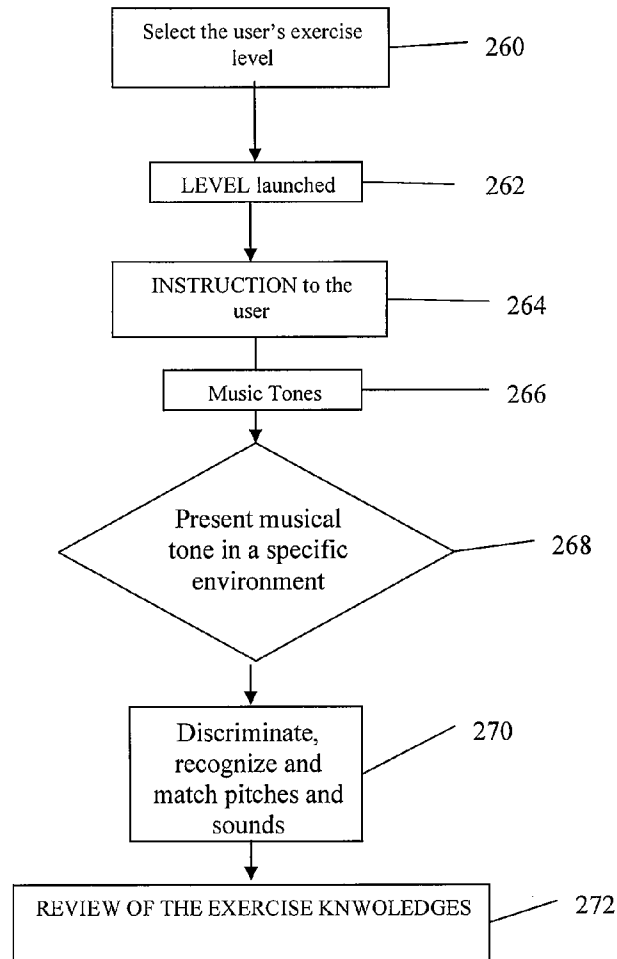 Select the user's exercise
level
260
LEVEL launched
262
INSTRUCTION to the
user
264
Music Tones
266
Present musical
tone in a specific
environment
268
Discriminate,
recognize and
match pitches and
sounds
270
REVIEW OF THE EXERCISE KNWOLEDGES
272